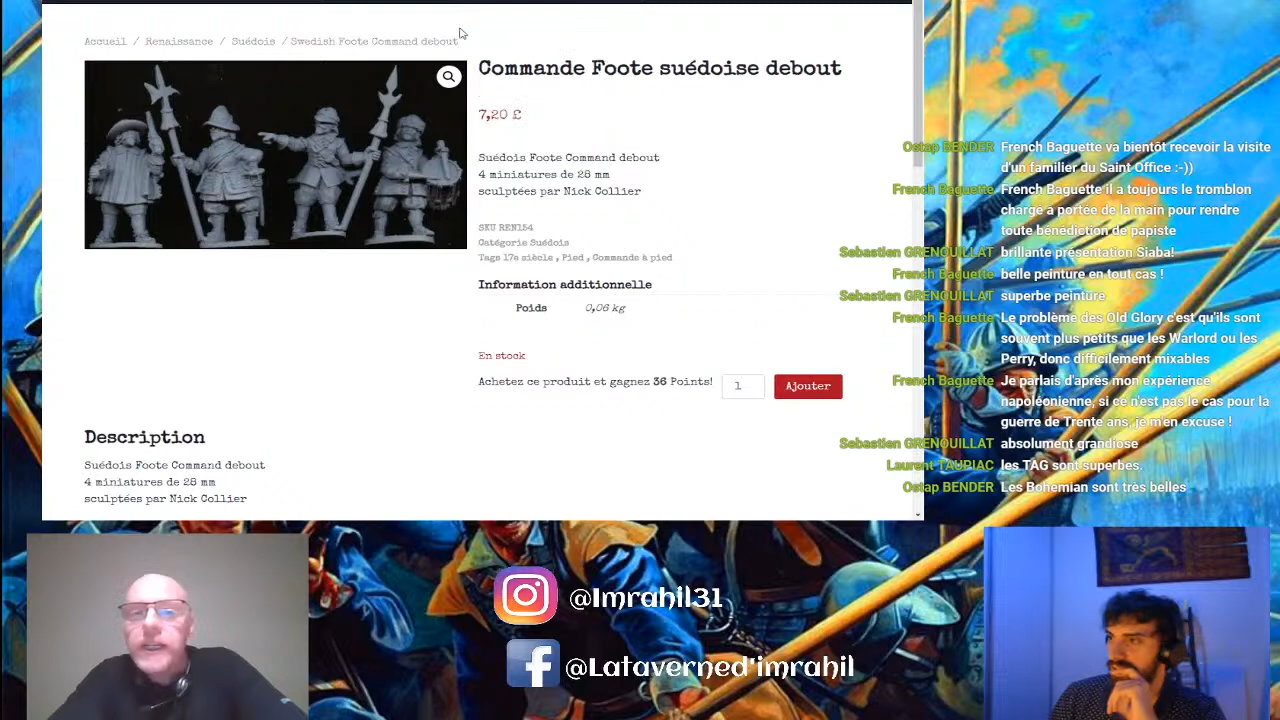 Accueil / Renaissance / Suédois / Swedish Foote Command debout
Commande Foote suédoise debout
7,20 £
Suédois Foote Command debout
4 miniatures de 28 mm
sculptées par Nick Collier
SKU REN154
Catégorie Suédois
Tags 17e siècle , Pied , Commande à pied
Information additionnelle
Poids 0,06 kg
En stock
Achetez ce produit et gagnez 36 Points! 1 Ajouter
Description
Suédois Foote Command debout
4 miniatures de 28 mm
sculptées par Nick Collier
Ostap BENDER French Baguette va bientôt recevoir la visite
d'un familier du Saint Office :-))
French Baguette French Baguette il a toujours le tromblon
chargé à portée de la main pour rendre
toute bénédiction de papiste
Sebastien GRENOUILLAT brillante présentation Siaba!
French Baguette belle peinture en tout cas !
Sebastien GRENOUILLAT superbe peinture
French Baguette Le problème des Old Glory c'est qu'ils sont
souvent plus petits que les Warlord ou les
Perry, donc difficilement mixables
French Baguette Je parlais d'après mon expérience
napoléonienne, si ce n'est pas le cas pour la
guerre de Trente ans, je m'en excuse !
Sebastien GRENOUILLAT absolument grandiose
Laurent TAUPIAC les TAG sont superbes.
Ostap BENDER Les Bohemian sont très belles
@Imrahil31
@Lataverned'imrahil